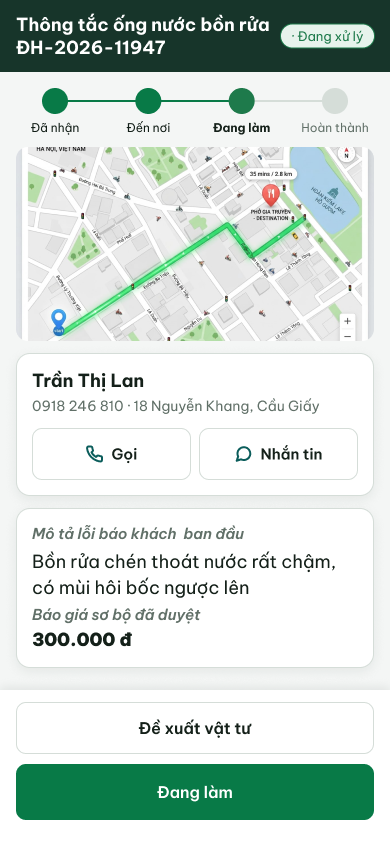 Thông tắc ống nước bồn rửa
ĐH-2026-11947
· Đang xử lý
Đã nhận
Đến nơi
Đang làm
Hoàn thành
HÀ NỘI, VIỆT NAM
N
35 mins / 2.8 km
PHỞ GIA TRUYỀN
- DESTINATION
HOAN KIEM LAKE
HỒ GƯƠM
+
−
Trần Thị Lan
0918 246 810 · 18 Nguyễn Khang, Cầu Giấy
Gọi
Nhắn tin
Mô tả lỗi báo khách  ban đầu
Bồn rửa chén thoát nước rất chậm,
có mùi hôi bốc ngược lên
Báo giá sơ bộ đã duyệt
300.000 đ
Đề xuất vật tư
Đang làm